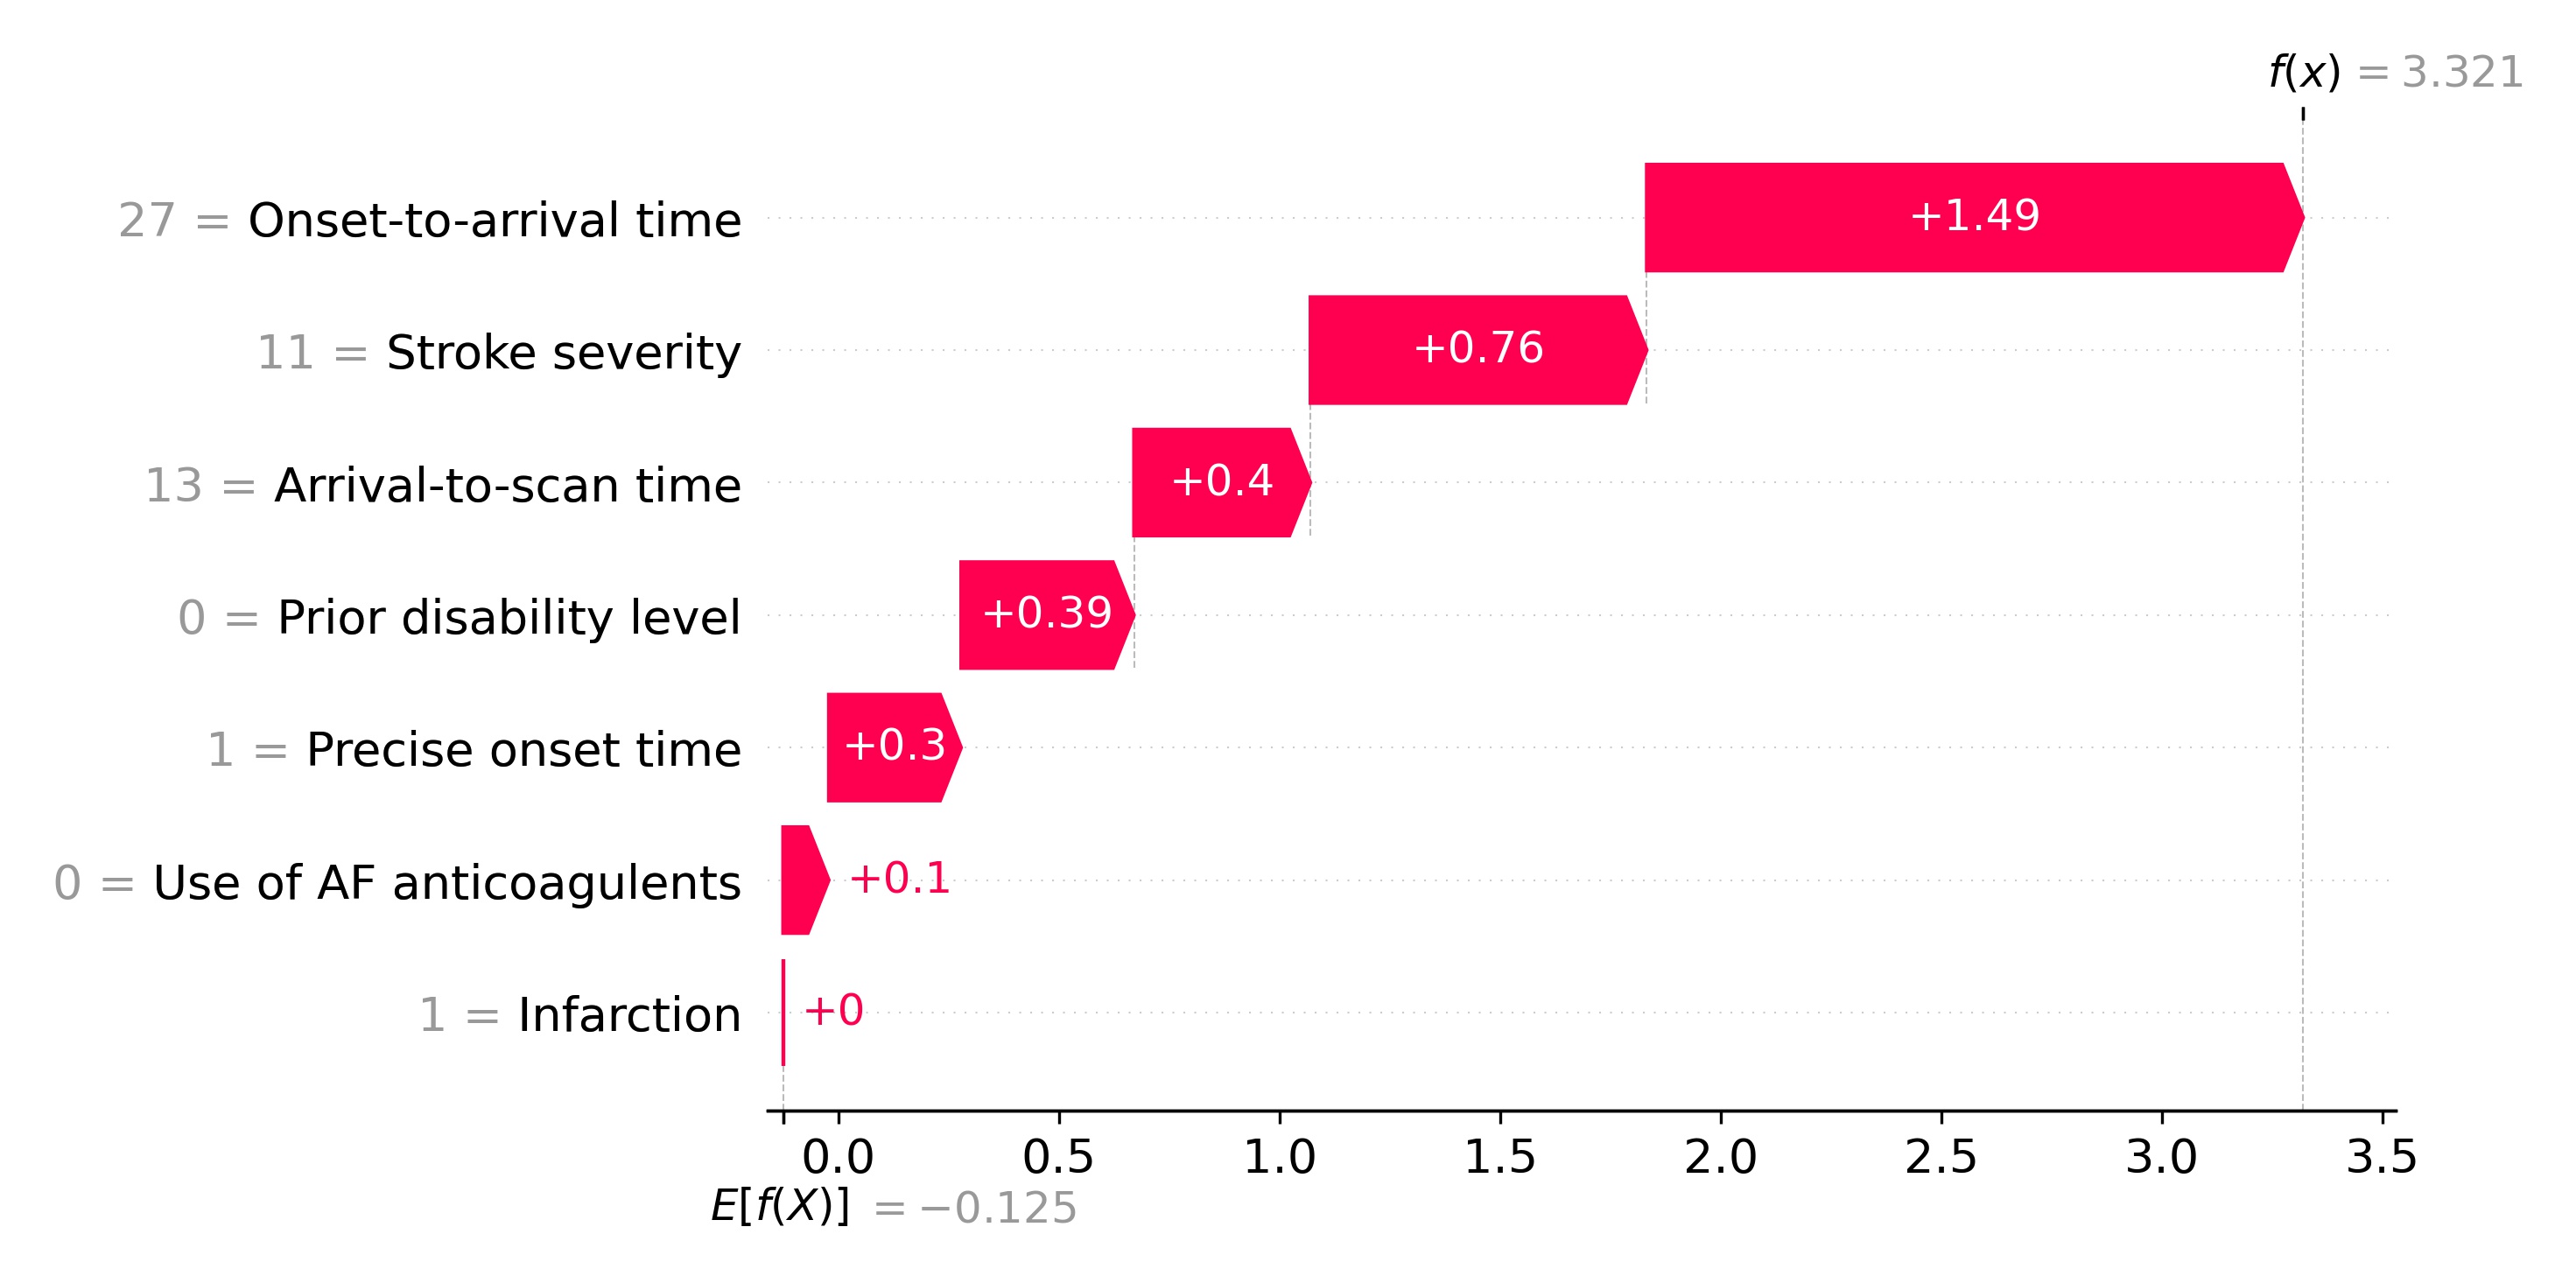 f(x) = 3.321
27 = Onset-to-arrival time +1.49
11 = Stroke severity +0.76
13 = Arrival-to-scan time +0.4
0 = Prior disability level +0.39
1 = Precise onset time +0.3
0 = Use of AF anticoagulents +0.1
1 = Infarction +0
0.0 0.5 1.0 1.5 2.0 2.5 3.0 3.5
E[f(X)] = −0.125